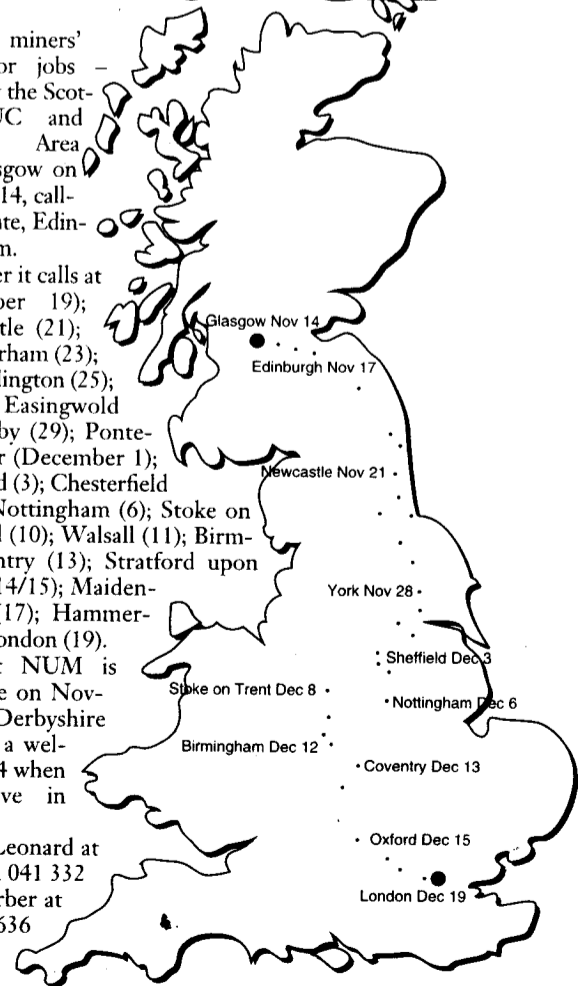 miners'
or jobs –
the Scot-
UC and
Area
sgow on
14, call-
ate, Edin-
m.
er it calls at
ber 19);
tle (21);
rham (23);
lington (25);
Easingwold
by (29); Ponte-
r (December 1);
d (3); Chesterfield
Nottingham (6); Stoke on
(10); Walsall (11); Birm-
ntry (13); Stratford upon
14/15); Maiden-
(17); Hammer-
ondon (19).
NUM is
e on Nov-
Derbyshire
a wel-
4 when
ve in
Leonard at
041 332
rber at
636
Glasgow Nov 14
Edinburgh Nov 17
Newcastle Nov 21
York Nov 28
Sheffield Dec 3
Stoke on Trent Dec 8
Nottingham Dec 6
Birmingham Dec 12
Coventry Dec 13
Oxford Dec 15
London Dec 19